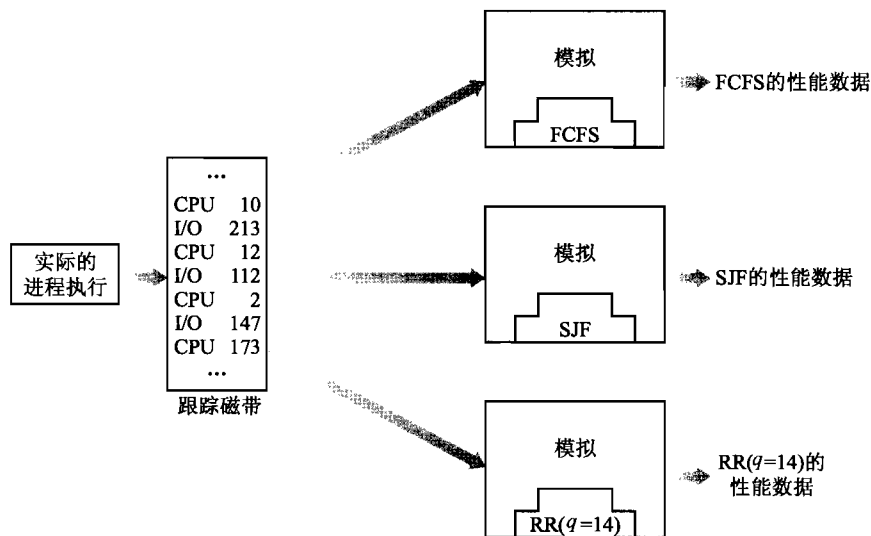 实际的
进程执行
...
CPU 10
I/O 213
CPU 12
I/O 112
CPU 2
I/O 147
CPU 173
...
跟踪磁带
模拟
FCFS
FCFS的性能数据
模拟
SJF
SJF的性能数据
模拟
RR(q=14)
RR(q=14)的
性能数据